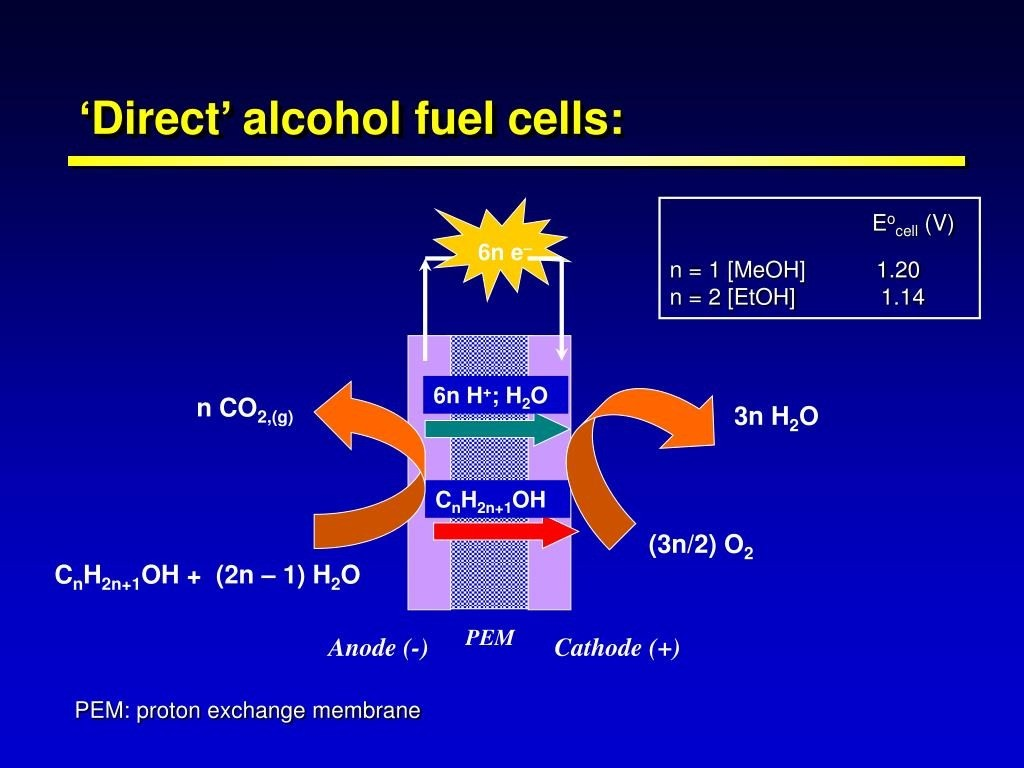 ‘Direct’ alcohol fuel cells:
E°cell (V)
n = 1 [MeOH] 1.20
n = 2 [EtOH] 1.14
6n e–
6n H+; H2O
n CO2,(g)
3n H2O
CnH2n+1OH
(3n/2) O2
CnH2n+1OH + (2n – 1) H2O
Anode (-) PEM Cathode (+)
PEM: proton exchange membrane